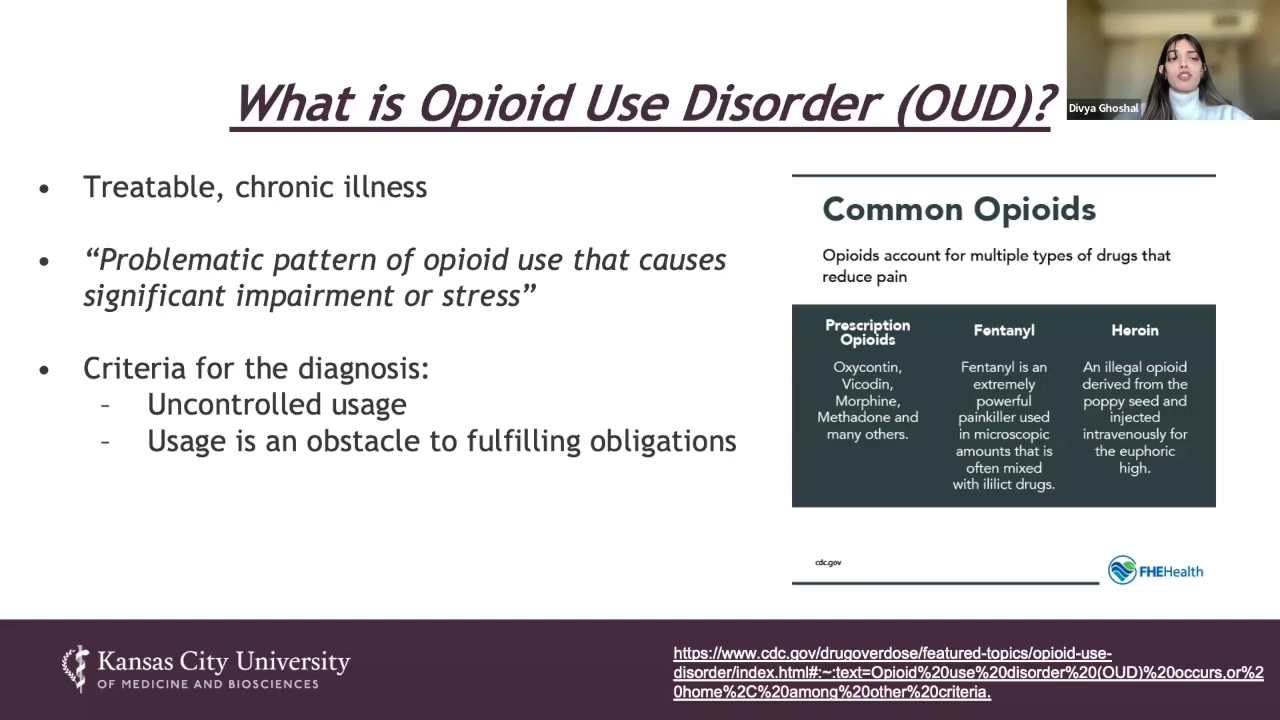 What is Opioid Use Disorder (OUD)?
Divya Ghoshal
• Treatable, chronic illness
• “Problematic pattern of opioid use that causes
significant impairment or stress”
• Criteria for the diagnosis:
- Uncontrolled usage
- Usage is an obstacle to fulfilling obligations
Common Opioids
Opioids account for multiple types of drugs that
reduce pain
Prescription
Opioids
Oxycontin,
Vicodin,
Morphine,
Methadone and
many others.
Fentanyl
Fentanyl is an
extremely
powerful
painkiller used
in microscopic
amounts that is
often mixed
with ililict drugs.
Heroin
An illegal opioid
derived from the
poppy seed and
injected
intravenously for
the euphoric
high.
cdc.gov
FHEHealth
Kansas City University
OF MEDICINE AND BIOSCIENCES
https://www.cdc.gov/drugoverdose/featured-topics/opioid-use-
disorder/index.html#:~:text=Opioid%20use%20disorder%20(OUD)%20occurs,or%2
0home%2C%20among%20other%20criteria.